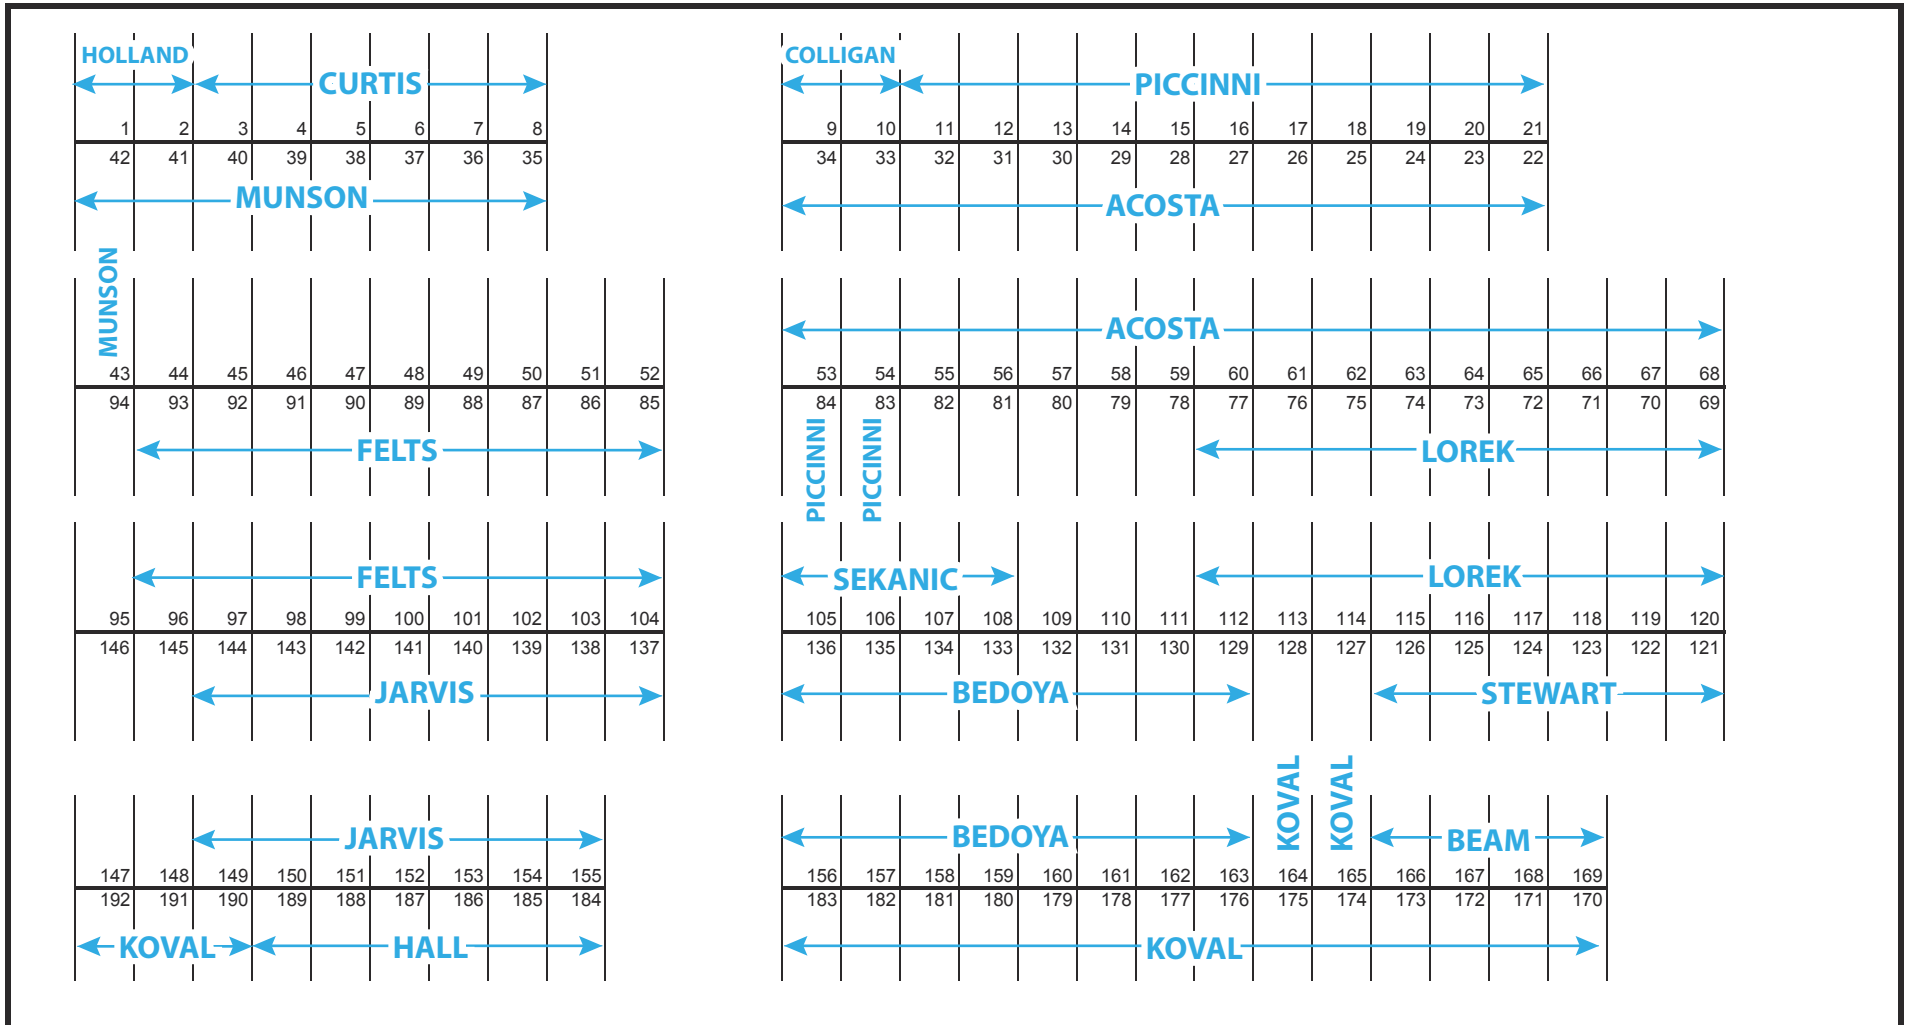 HOLLAND COLLIGAN
CURTIS PICCINNI
1 2 3 4 5 6 7 8 9 10 11 12 13 14 15 16 17 18 19 20 21
42 41 40 39 38 37 36 35 34 33 32 31 30 29 28 27 26 25 24 23 22
MUNSON ACOSTA
MUNSON
ACOSTA
43 44 45 46 47 48 49 50 51 52 53 54 55 56 57 58 59 60 61 62 63 64 65 66 67 68
94 93 92 91 90 89 88 87 86 85 84 83 82 81 80 79 78 77 76 75 74 73 72 71 70 69
FELTS PICCINNI PICCINNI LOREK
FELTS SEKANIC LOREK
95 96 97 98 99 100 101 102 103 104 105 106 107 108 109 110 111 112 113 114 115 116 117 118 119 120
146 145 144 143 142 141 140 139 138 137 136 135 134 133 132 131 130 129 128 127 126 125 124 123 122 121
JARVIS BEDOYA STEWART
KOVAL KOVAL
JARVIS BEDOYA BEAM
147 148 149 150 151 152 153 154 155 156 157 158 159 160 161 162 163 164 165 166 167 168 169
192 191 190 189 188 187 186 185 184 183 182 181 180 179 178 177 176 175 174 173 172 171 170
KOVAL HALL KOVAL